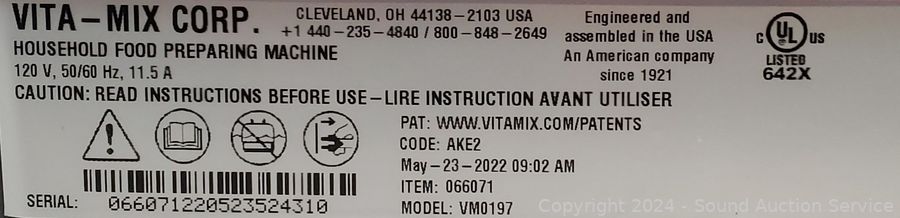 VITA-MIX CORP.
CLEVELAND, OH 44138-2103 USA
+1 440-235-4840 / 800-848-2649
HOUSEHOLD FOOD PREPARING MACHINE
120 V, 50/60 Hz, 11.5 A
Engineered and
assembled in the USA
An American company
since 1921
C UL US
LISTED
642X
CAUTION: READ INSTRUCTIONS BEFORE USE-LIRE INSTRUCTION AVANT UTILISER
PAT: WWW.VITAMIX.COM/PATENTS
CODE: AKE2
May-23-2022 09:02 AM
ITEM: 066071
MODEL: VM0197
SERIAL: 066071220523524310
Copyright 2024 - Sound Auction Service